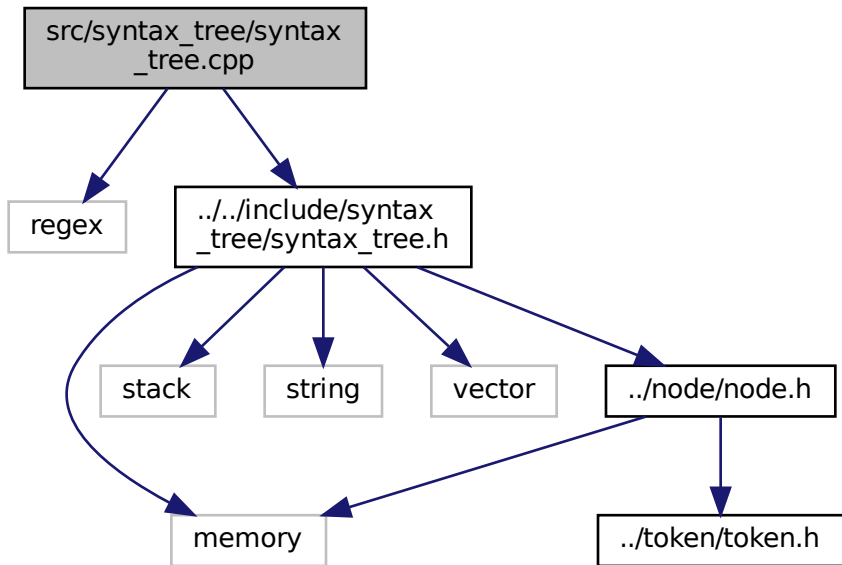 src/syntax_tree/syntax
_tree.cpp
regex
../../include/syntax
_tree/syntax_tree.h
stack
string
vector
../node/node.h
memory
../token/token.h